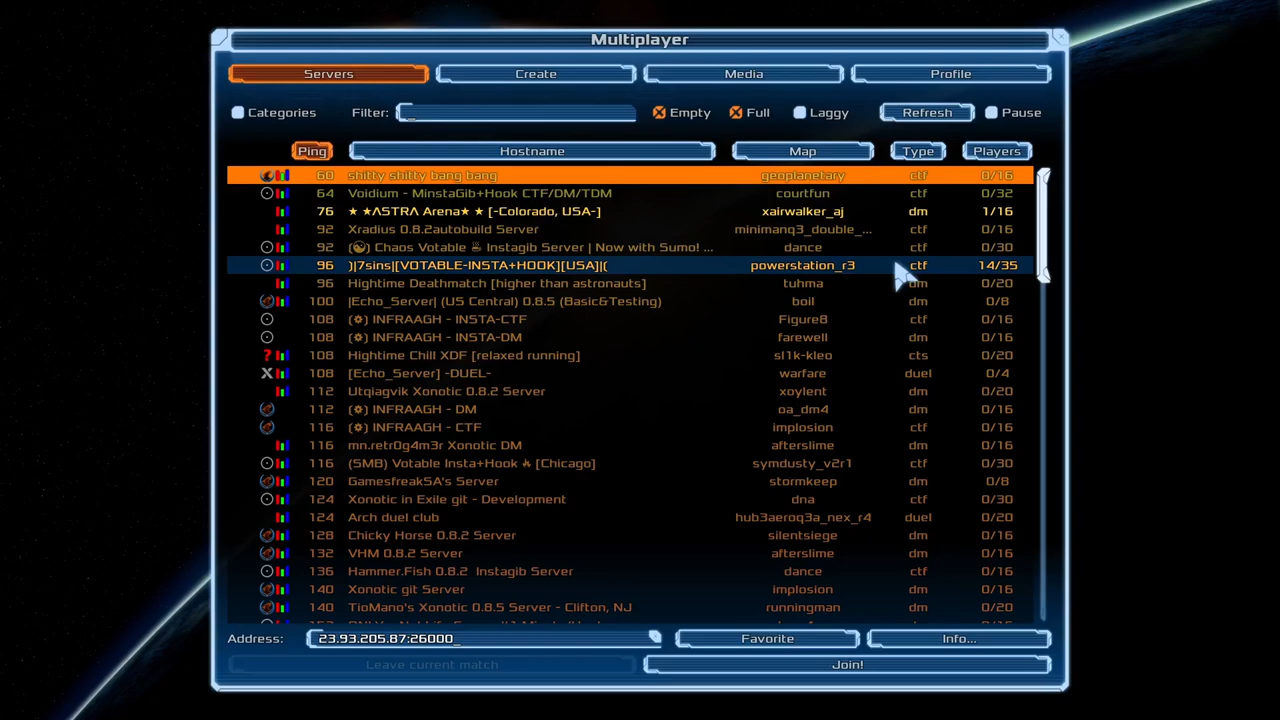 Multiplayer
Servers Create Media Profile
Categories Filter: _ Empty Full Laggy Refresh Pause
Ping Hostname Map Type Players
60 shitty shitty bang bang geoplanetary ctf 0/16
64 Voidium - MinstaGib+Hook CTF/DM/TDM courtfun ctf 0/32
76 ★ ★ΛSTRA Arena★ ★ [-Colorado, USA-] xairwalker_aj dm 1/16
92 Xradius 0.8.2autobuild Server minimanq3_double_... ctf 0/16
92 (☯) Chaos Votable ♨ Instagib Server | Now with Sumo! ... dance ctf 0/30
96 )|7sins|[VOTABLE-INSTA+HOOK][USA]|( powerstation_r3 ctf 14/35
96 Hightime Deathmatch [higher than astronauts] tuhma dm 0/20
100 |Echo_Server| (US Central) 0.8.5 (Basic&Testing) boil dm 0/8
108 (⚙) INFRAAGH - INSTA-CTF Figure8 ctf 0/16
108 (⚙) INFRAAGH - INSTA-DM farewell dm 0/16
? 108 Hightime Chill XDF [relaxed running] sl1k-kleo cts 0/20
X 108 [Echo_Server] -DUEL- warfare duel 0/4
112 Utqiagvik Xonotic 0.8.2 Server xoylent dm 0/20
112 (⚙) INFRAAGH - DM oa_dm4 dm 0/16
116 (⚙) INFRAAGH - CTF implosion ctf 0/16
116 mn.retr0g4m3r Xonotic DM afterslime dm 0/16
116 (SMB) Votable Insta+Hook 🔥 [Chicago] symdusty_v2r1 ctf 0/30
120 GamesfreakSA's Server stormkeep dm 0/8
124 Xonotic in Exile git - Development dna ctf 0/30
124 Arch duel club hub3aeroq3a_nex_r4 duel 0/20
128 Chicky Horse 0.8.2 Server silentsiege dm 0/16
132 VHM 0.8.2 Server afterslime dm 0/16
136 Hammer.Fish 0.8.2 Instagib Server dance ctf 0/16
140 Xonotic git Server implosion dm 0/16
140 TioMano's Xonotic 0.8.5 Server - Clifton, NJ runningman dm 0/20
Address: 23.93.205.87:26000_ Favorite Info...
Leave current match Join!